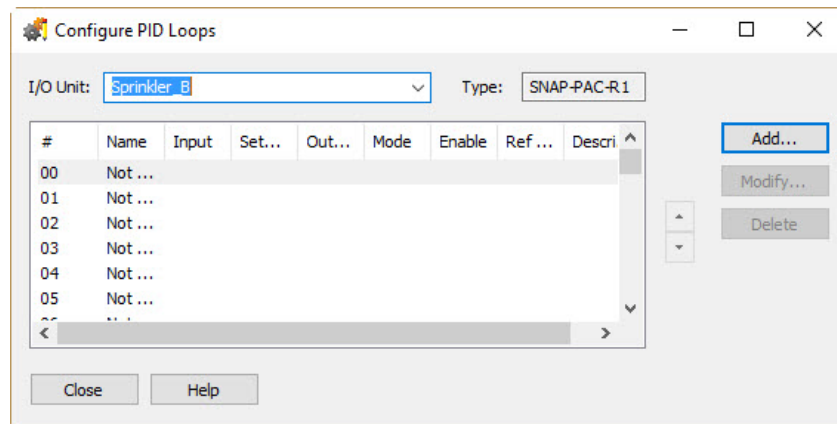 Configure PID Loops
I/O Unit: Sprinkler_B Type: SNAP-PAC-R1
# Name Input Set... Out... Mode Enable Ref ... Descri
00 Not ...
01 Not ...
02 Not ...
03 Not ...
04 Not ...
05 Not ...
Add...
Modify...
Delete
Close Help